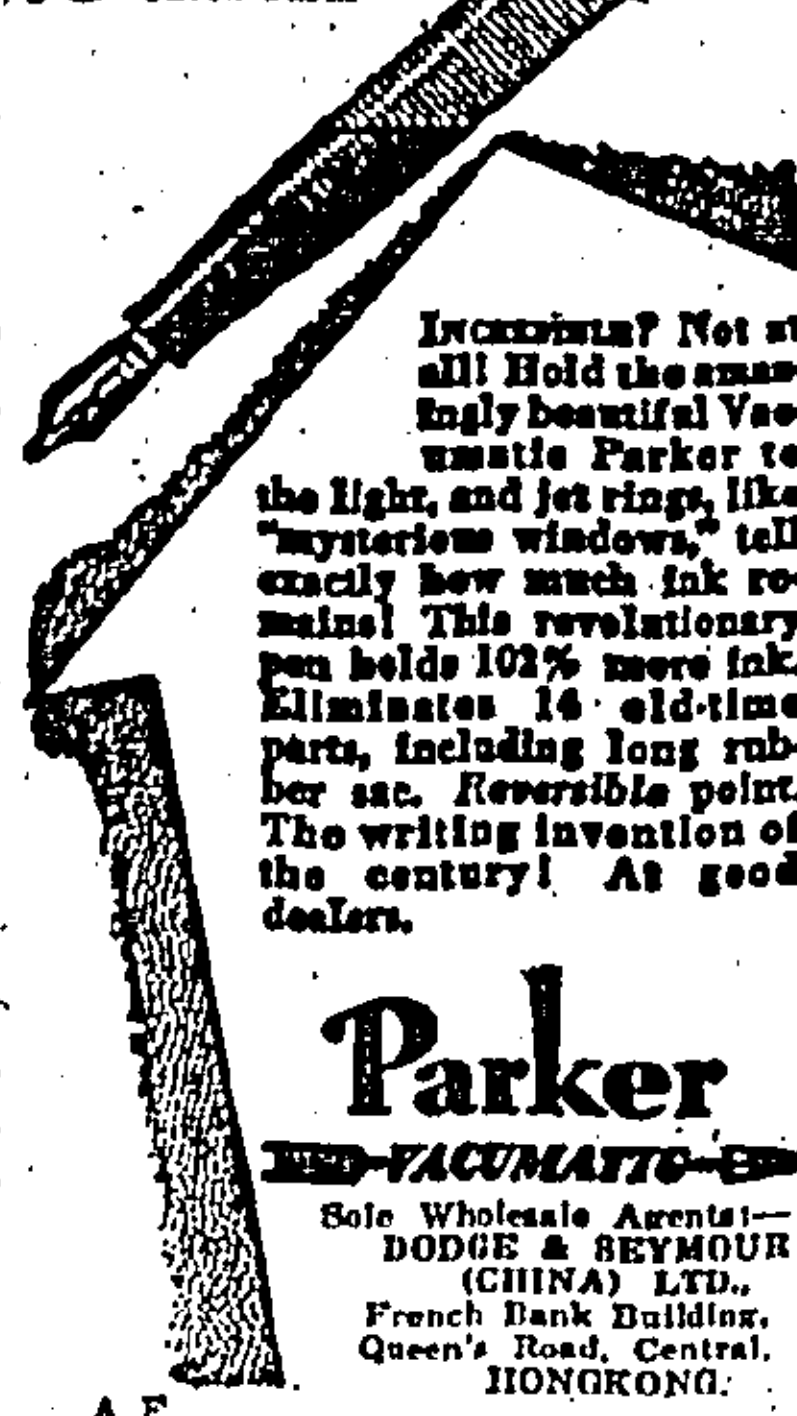 INCREDIBLE? Not at
all! Hold the amaz-
ingly beautiful Vac-
umatic Parker to
the light, and jet rings, like
"mysterious windows," tell
exactly how much ink re-
mains! This revolutionary
pen holds 102% more ink.
Eliminates 14 old-time
parts, including long rub-
ber sac. Reversible point.
The writing invention of
the century! At good
dealers.
Parker
VACUMATIC
Sole Wholesale Agents:—
DODGE & SEYMOUR
(CHINA) LTD.,
French Bank Building,
Queen's Road, Central,
HONGKONG.